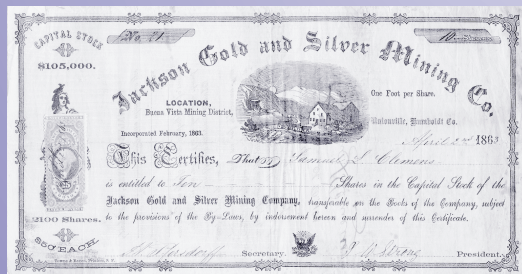 CAPITAL STOCK
$105,000.
No. 21
10
Jackson Gold and Silver Mining Co.
LOCATION,
Buena Vista Mining District,
Incorporated February, 1863.
One Foot per Share.
Unionville, Humboldt Co.
April 2nd 1863
This Certifies, That Samuel L. Clemens
is entitled to Ten Shares in the Capital Stock of the
Jackson Gold and Silver Mining Company, transferable on the Books of the Company, subject
to the provisions of the By-Laws, by indorsement hereon and surrender of this Certificate.
2100 Shares,
$50 EACH.
Secretary.
President.